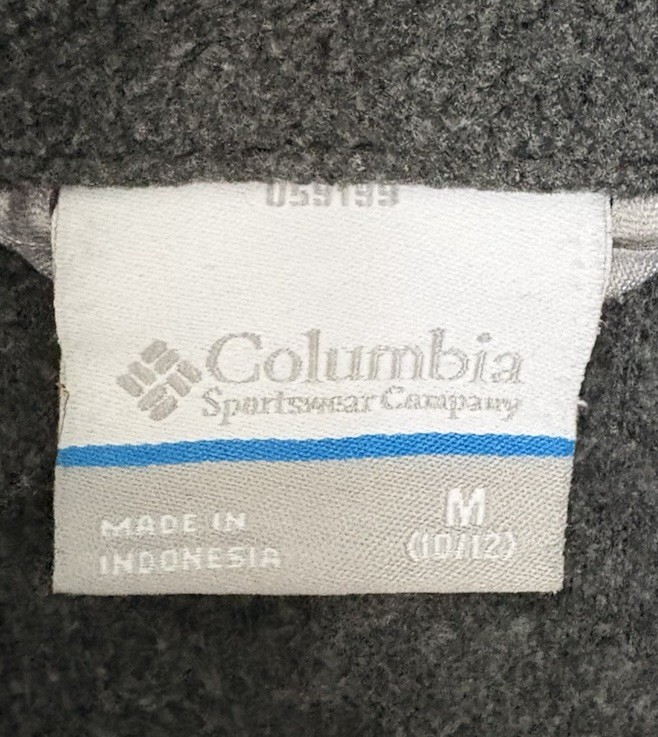 059199
Columbia
Sportswear Company
M
MADE IN
INDONESIA
(10/12)